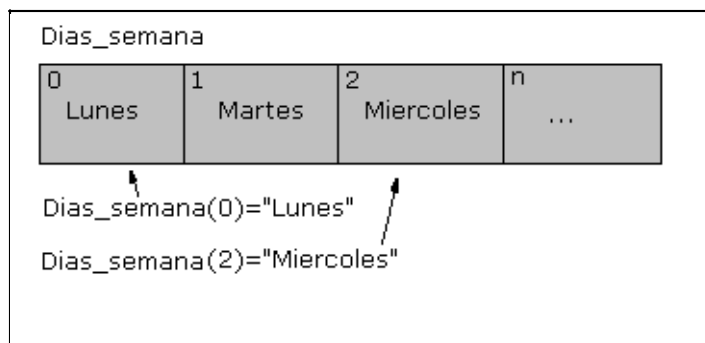 Dias_semana
0 1 2 n
Lunes Martes Miercoles ...
Dias_semana(0)="Lunes"
Dias_semana(2)="Miercoles"